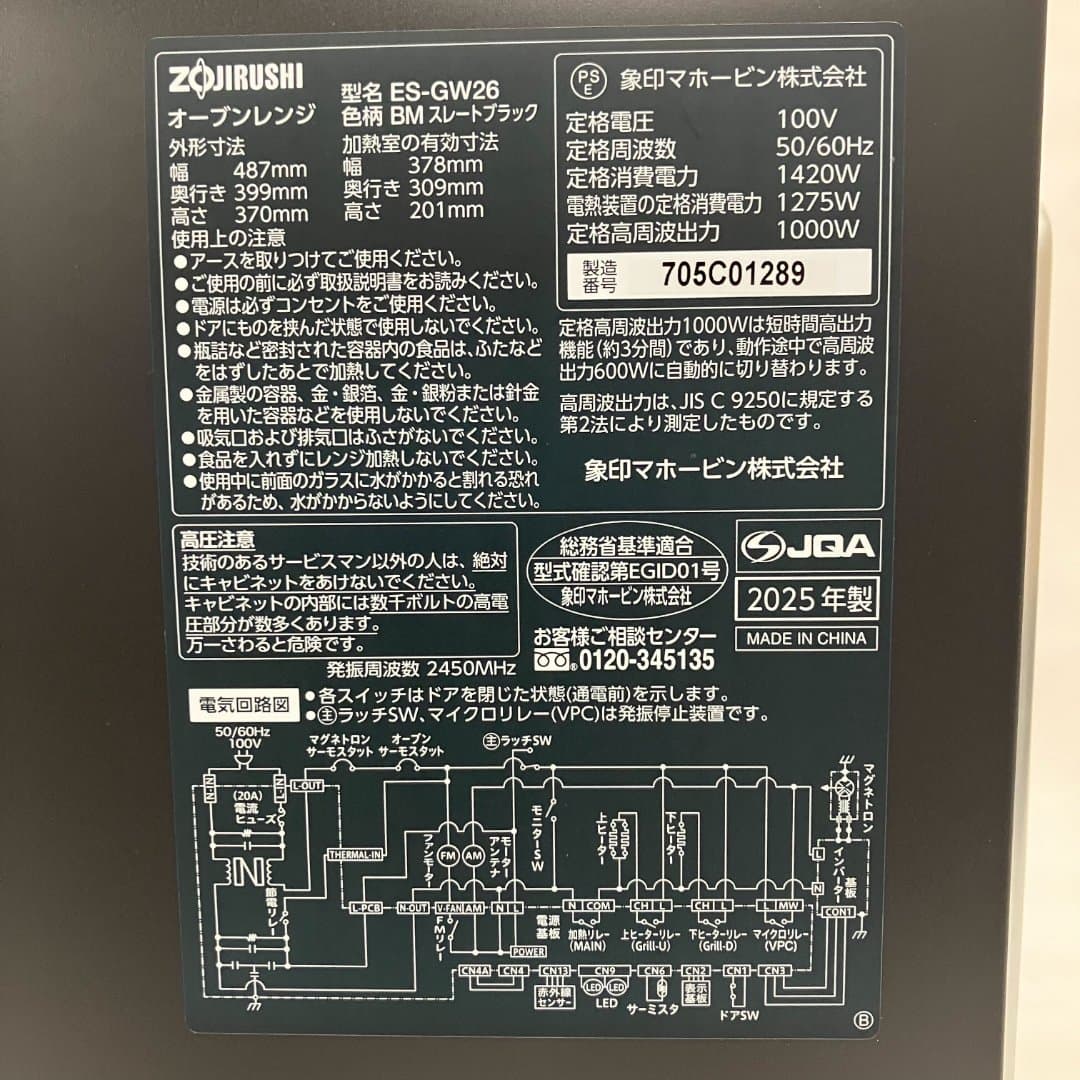 ZOJIRUSHI
オーブンレンジ
型名 ES-GW26
色柄 BM スレートブラック
外形寸法
幅 487mm
奥行き 399mm
高さ 370mm
加熱室の有効寸法
幅 378mm
奥行き 309mm
高さ 201mm
使用上の注意
●アースを取りつけてご使用ください。
●ご使用の前に必ず取扱説明書をお読みください。
●電源は必ずコンセントをご使用ください。
●ドアにものを挟んだ状態で使用しないでください。
●瓶詰など密封された容器内の食品は、ふたなど
をはずしたあとで加熱してください。
●金属製の容器、金・銀箔、金・銀粉または針金
を用いた容器などを使用しないでください。
●吸気口および排気口はふさがないでください。
●食品を入れずにレンジ加熱しないでください。
●使用中に前面のガラスに水がかかると割れる恐れ
があるため、水がかからないようにしてください。
PSE 象印マホービン株式会社
定格電圧 100V
定格周波数 50/60Hz
定格消費電力 1420W
電熱装置の定格消費電力 1275W
定格高周波出力 1000W
製造番号 705C01289
定格高周波出力1000Wは短時間高出力
機能(約3分間)であり、動作途中で高周波
出力600Wに自動的に切り替わります。
高周波出力は、JIS C 9250に規定する
第2法により測定したものです。
象印マホービン株式会社
高圧注意
技術のあるサービスマン以外の人は、絶対
にキャビネットをあけないでください。
キャビネットの内部には数千ボルトの高電
圧部分が数多くあります。
万一さわると危険です。
総務省基準適合
型式確認第EGID01号
象印マホービン株式会社
JQA
2025年製
MADE IN CHINA
お客様ご相談センター
0120-345135
発振周波数 2450MHz
電気回路図
●各スイッチはドアを閉じた状態(通電前)を示します。
●主ラッチSW、マイクロリレー(VPC)は発振停止装置です。
50/60Hz
100V
マグネトロン
サーモスタット
オーブン
サーモスタット
主ラッチSW
N-IN
L-IN
L-OUT
(20A)
電流
ヒューズ
THERMAL-IN
節電リレー
ファンモーター
FM
AM
アンテナ
モーター
モニターSW
上ヒーター
下ヒーター
マグネトロン
L
N
インバーター
基板
CON1
L-PCB
N-OUT
V-FAN
AM
N
L
FMリレー
POWER
電源
基板
N
COM
加熱リレー
(MAIN)
CH
L
上ヒーターリレー
(Grill-U)
CH
L
下ヒーターリレー
(Grill-D)
L
MW
マイクロリレー
(VPC)
CN4A
CN4
CN13
CN9
CN6
CN2
CN1
CN3
赤外線
センサー
LED
LED
LED
サーミスタ
表示
基板
ドアSW
B